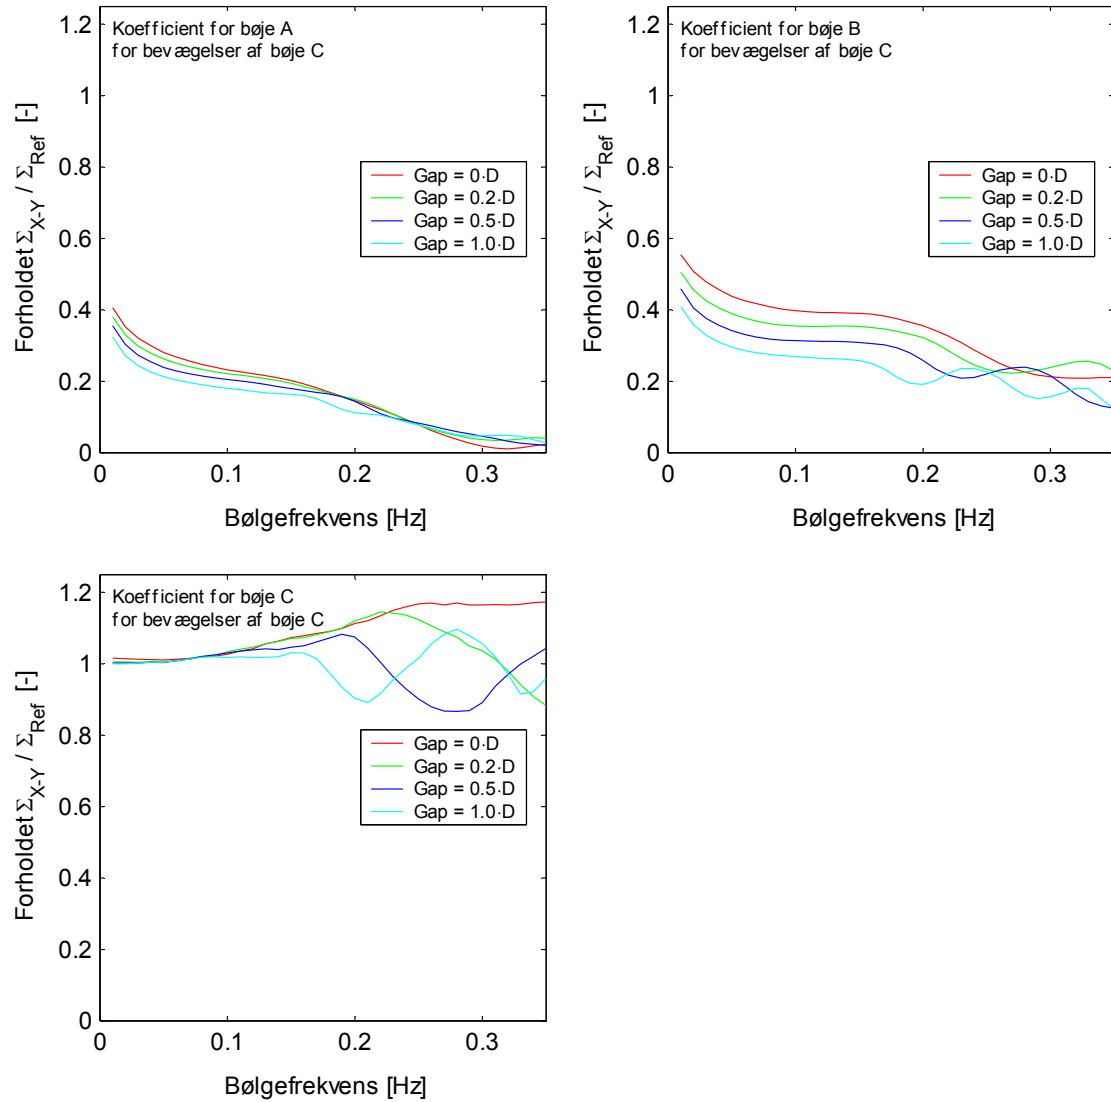 Koefficient for bøje A
for bevægelser af bøje C
Forholdet Σ_X-Y / Σ_Ref [-]
1.2
1
0.8
0.6
0.4
0.2
0
Gap = 0·D
Gap = 0.2·D
Gap = 0.5·D
Gap = 1.0·D
0
0.1
0.2
0.3
Bølgefrekvens [Hz]
Koefficient for bøje B
for bevægelser af bøje C
Forholdet Σ_X-Y / Σ_Ref [-]
1.2
1
0.8
0.6
0.4
0.2
0
Gap = 0·D
Gap = 0.2·D
Gap = 0.5·D
Gap = 1.0·D
0
0.1
0.2
0.3
Bølgefrekvens [Hz]
Koefficient for bøje C
for bevægelser af bøje C
Forholdet Σ_X-Y / Σ_Ref [-]
1.2
1
0.8
0.6
0.4
0.2
0
Gap = 0·D
Gap = 0.2·D
Gap = 0.5·D
Gap = 1.0·D
0
0.1
0.2
0.3
Bølgefrekvens [Hz]